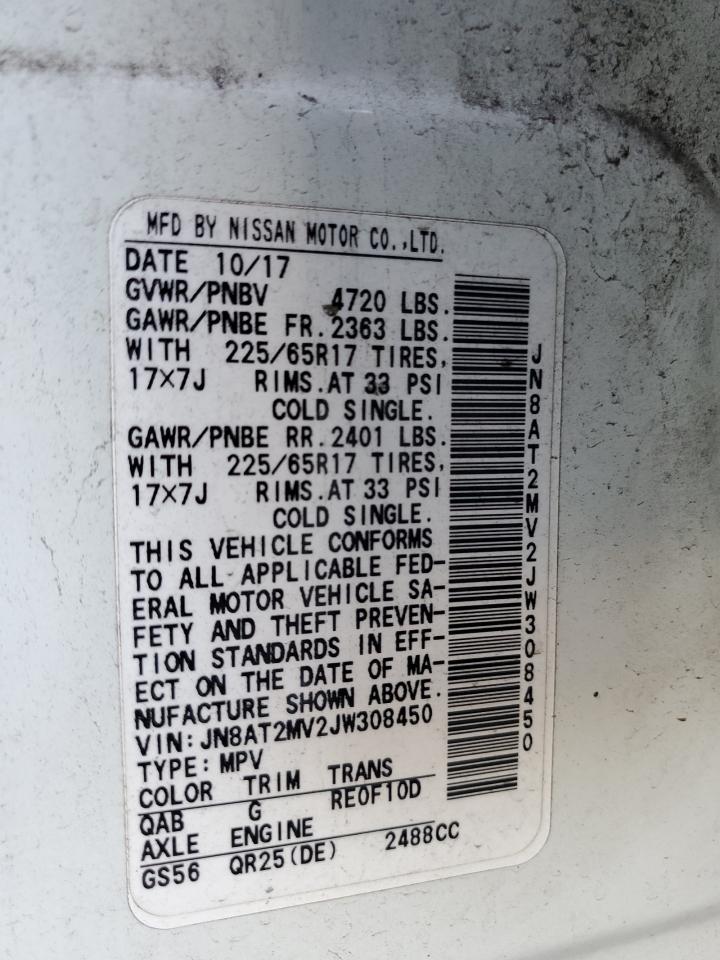 MFD BY NISSAN MOTOR CO.,LTD.
DATE 10/17
GVWR/PNBV 4720 LBS.
GAWR/PNBE FR.2363 LBS.
WITH 225/65R17 TIRES,
17×7J RIMS.AT 33 PSI
COLD SINGLE.
GAWR/PNBE RR.2401 LBS.
WITH 225/65R17 TIRES,
17×7J RIMS.AT 33 PSI
COLD SINGLE.
THIS VEHICLE CONFORMS
TO ALL APPLICABLE FED-
ERAL MOTOR VEHICLE SA-
FETY AND THEFT PREVEN-
TION STANDARDS IN EFF-
ECT ON THE DATE OF MA-
NUFACTURE SHOWN ABOVE.
VIN:JN8AT2MV2JW308450
TYPE:MPV
COLOR TRIM TRANS
QAB G RE0F10D
AXLE ENGINE
GS56 QR25(DE) 2488CC
JN8AT2MV2JW308450